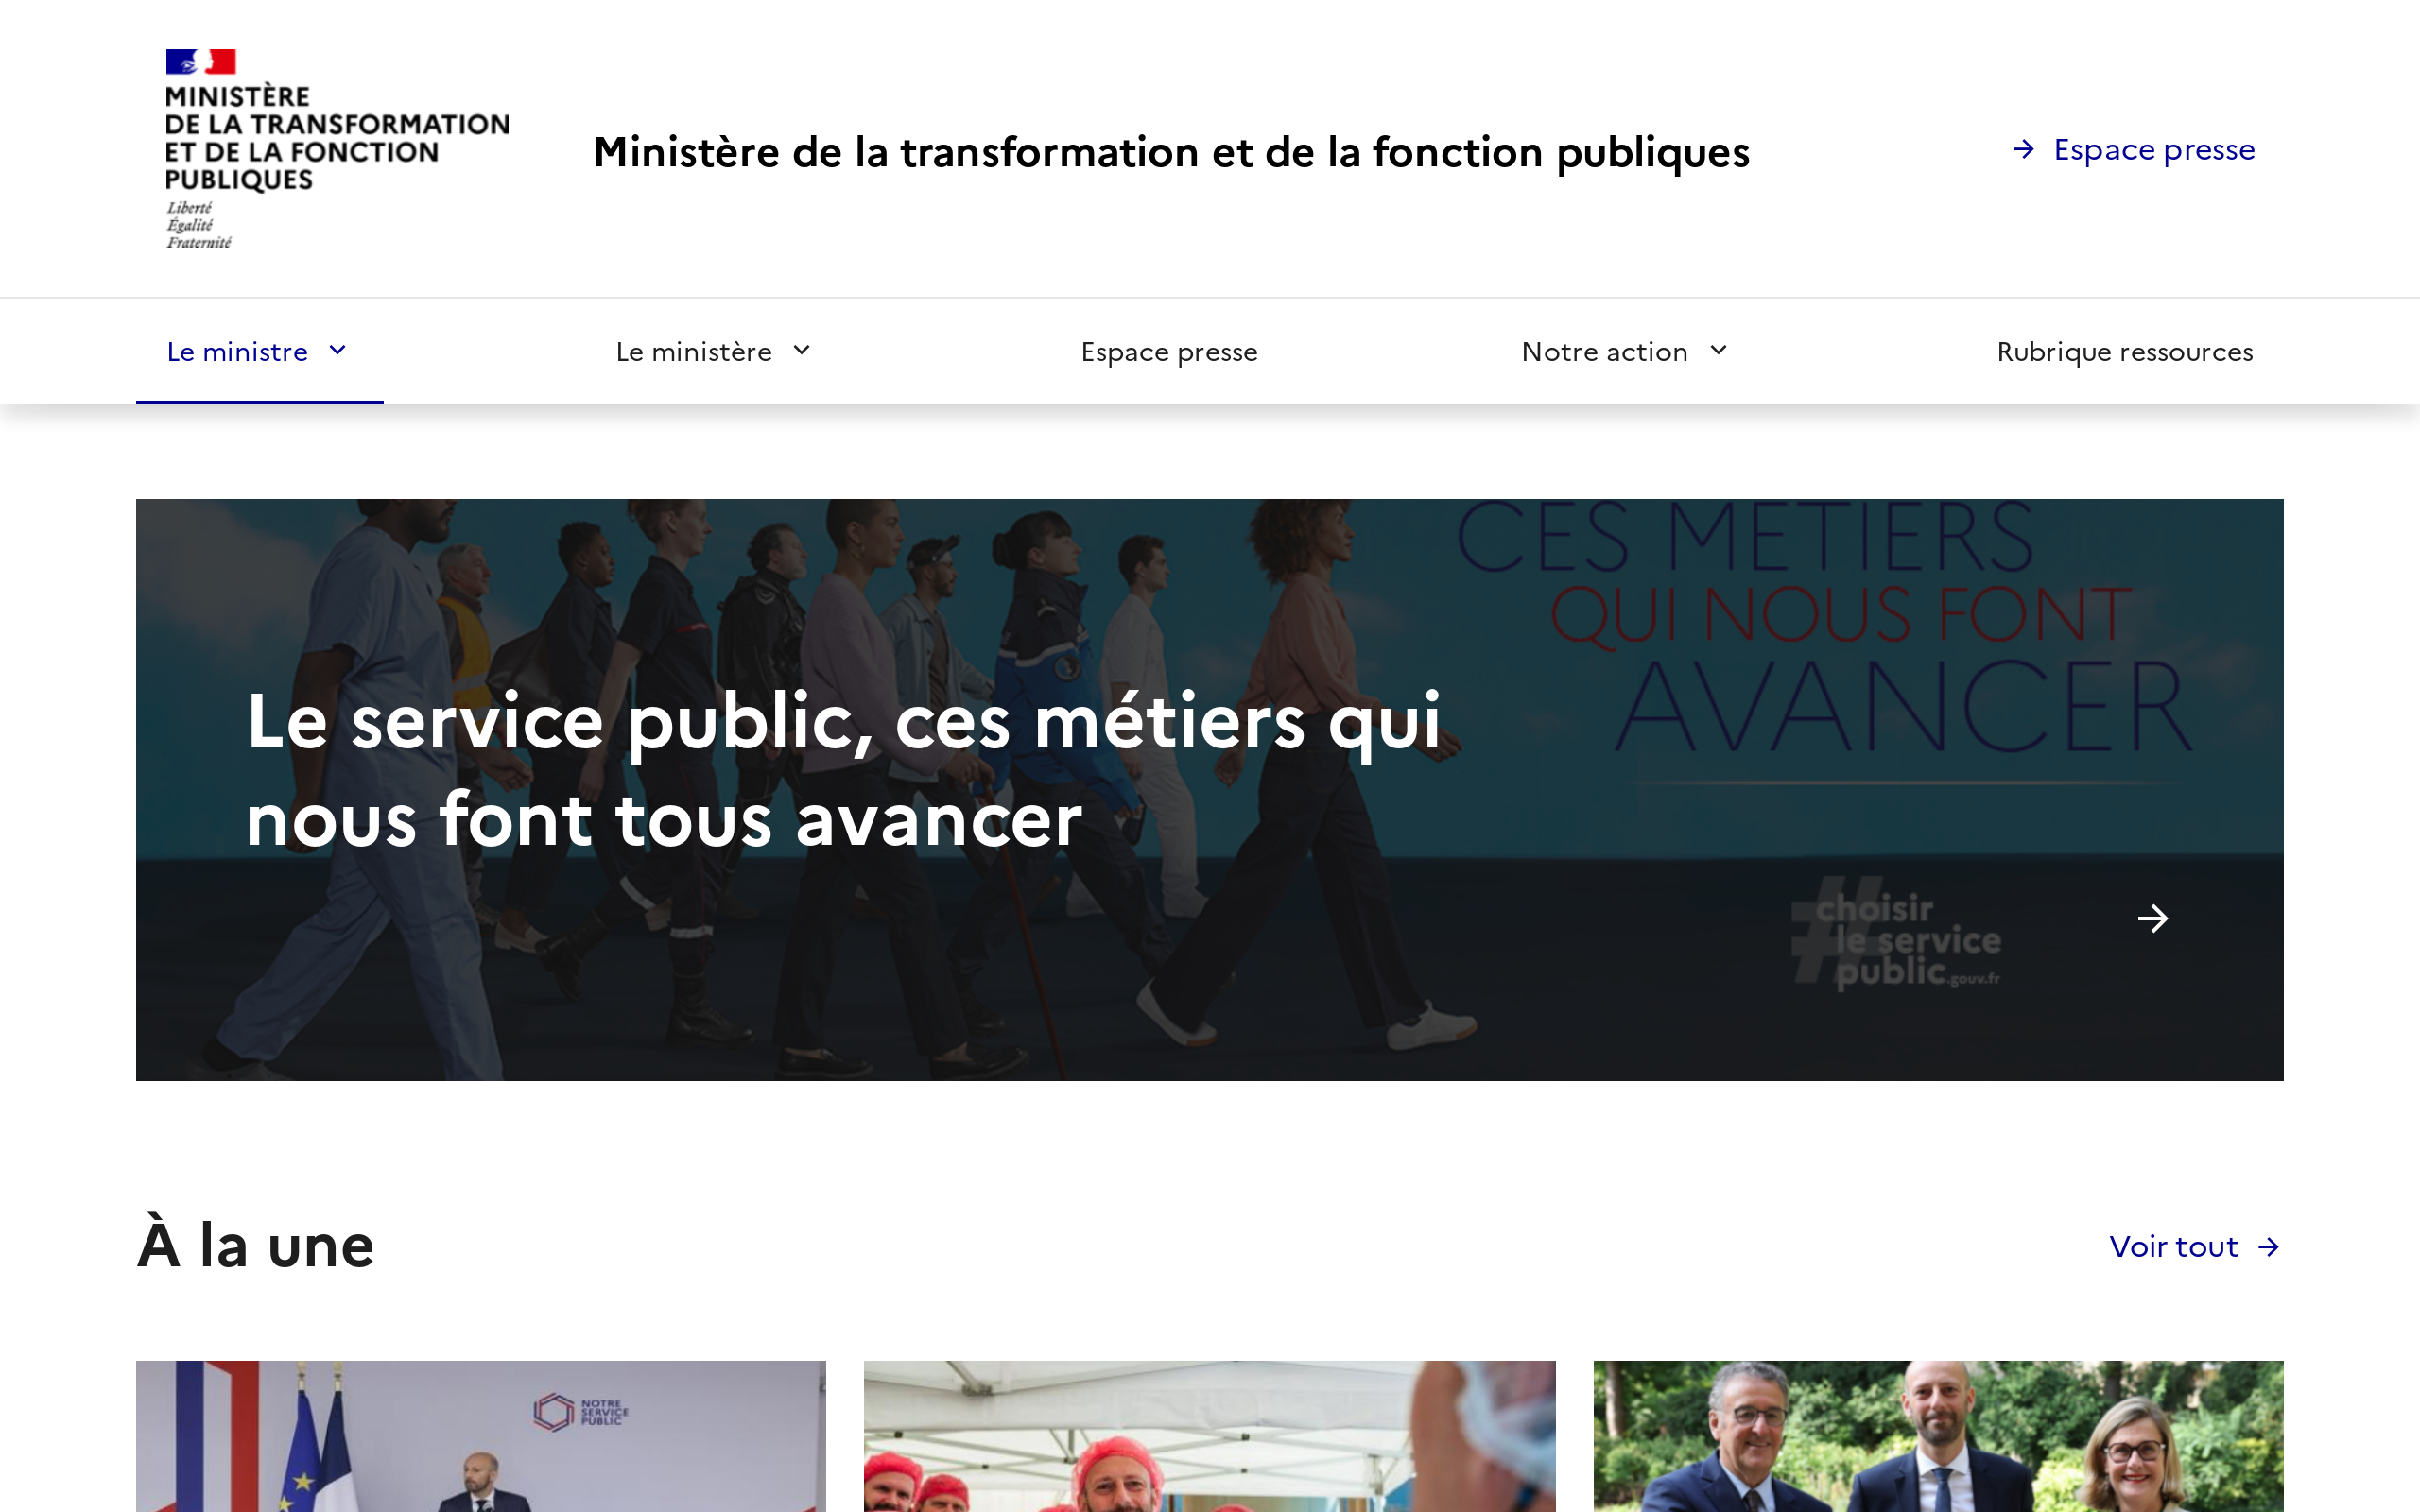 MINISTÈRE
DE LA TRANSFORMATION
ET DE LA FONCTION
PUBLIQUES
Liberté
Égalité
Fraternité
Ministère de la transformation et de la fonction publiques
Espace presse
Le ministre
Le ministère
Espace presse
Notre action
Rubrique ressources
CES MÉTIERS
QUI NOUS FONT
AVANCER
Le service public, ces métiers qui
nous font tous avancer
#choisir
le service
public.gouv.fr
À la une
Voir tout
NOTRE
SERVICE
PUBLIC